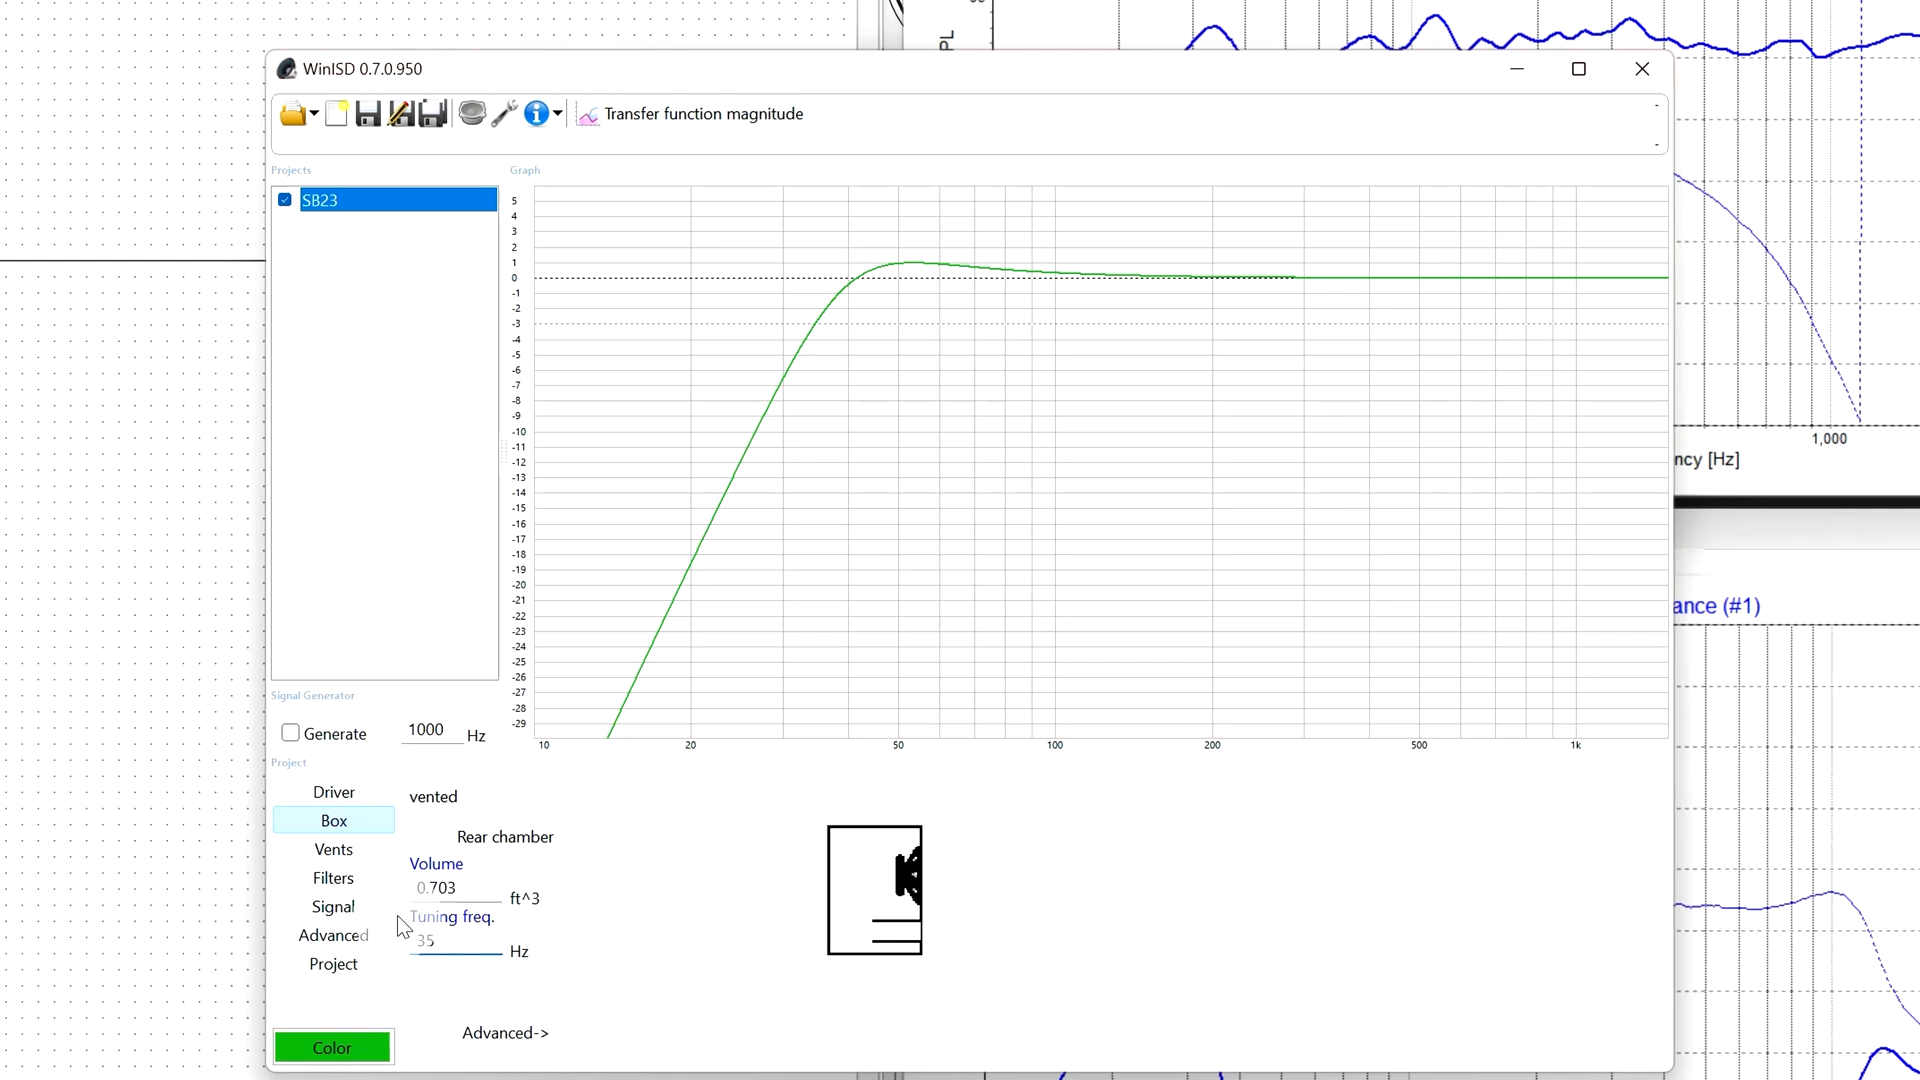 PL
WinISD 0.7.0.950
Transfer function magnitude
Projects
Graph
SB23
5
4
3
2
1
0
-1
-2
-3
-4
-5
-6
-7
-8
-9
-10
-11
-12
-13
-14
-15
-16
-17
-18
-19
-20
-21
-22
-23
-24
-25
-26
-27
-28
-29
10 20 50 100 200 500 1k
1,000
ncy [Hz]
ance (#1)
Signal Generator
Generate 1000 Hz
Project
Driver
Box
Vents
Filters
Signal
Advanced
Project
Color
vented
Rear chamber
Volume
0.703 ft^3
Tuning freq.
35 Hz
Advanced->